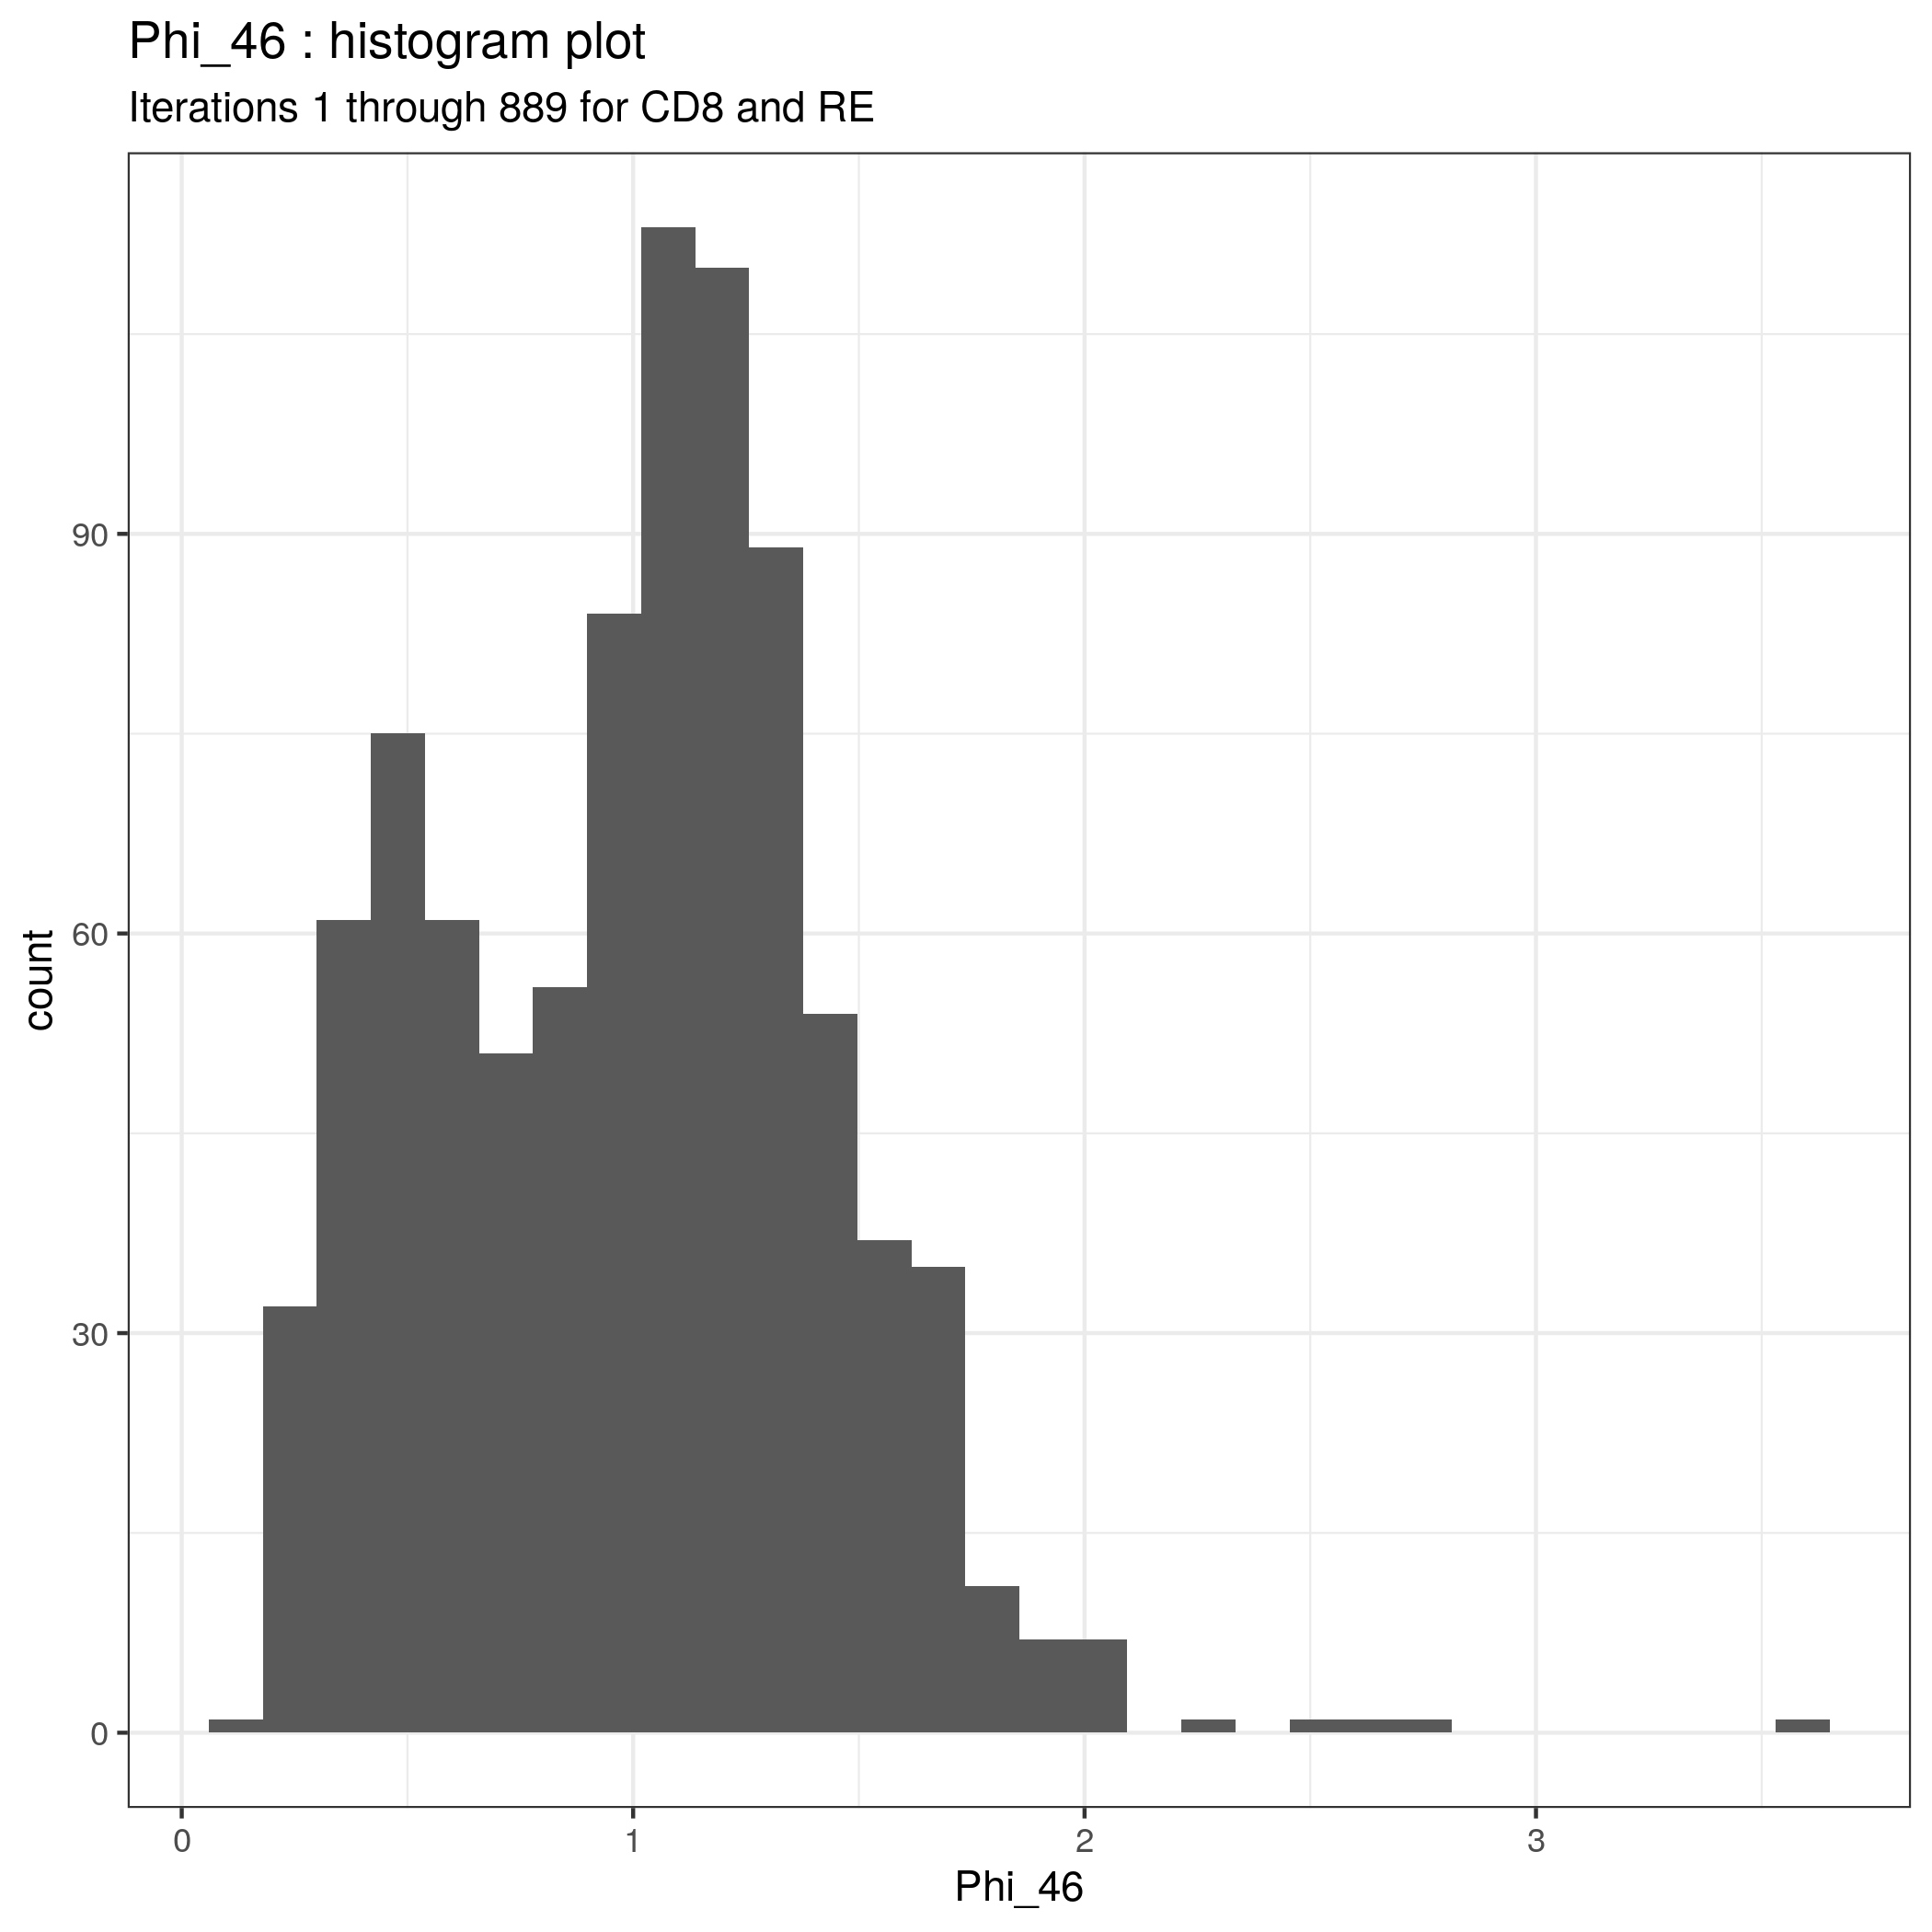 Phi_46 : histogram plot
Iterations 1 through 889 for CD8 and RE
90
60
30
0
count
0 1 2 3
Phi_46